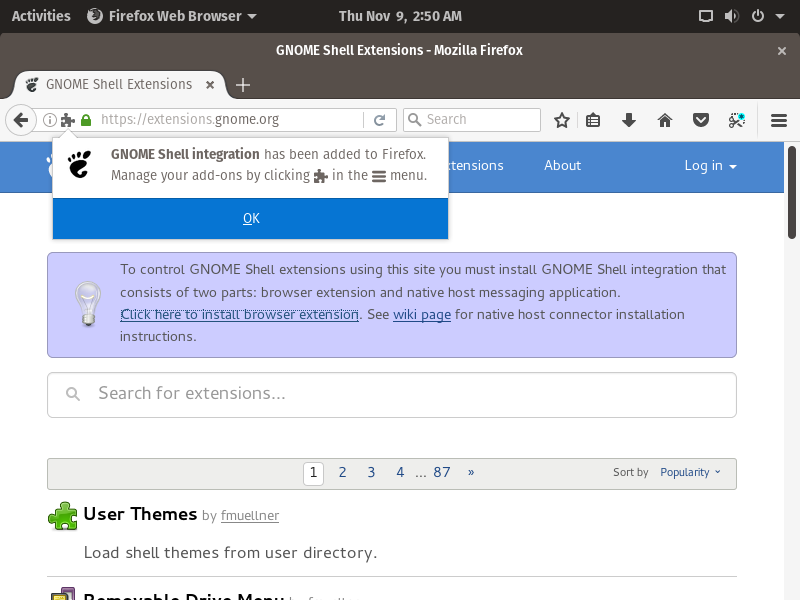 Activities Firefox Web Browser Thu Nov 9, 2:50 AM
GNOME Shell Extensions - Mozilla Firefox ×
GNOME Shell Extensions × +
https://extensions.gnome.org Search
GNOME Shell integration has been added to Firefox.
Manage your add-ons by clicking in the menu.
OK
About Log in
To control GNOME Shell extensions using this site you must install GNOME Shell integration that
consists of two parts: browser extension and native host messaging application.
Click here to install browser extension. See wiki page for native host connector installation
instructions.
Search for extensions...
1 2 3 4 ... 87 » Sort by Popularity
User Themes by fmuellner
Load shell themes from user directory.
Removable Drive Menu by